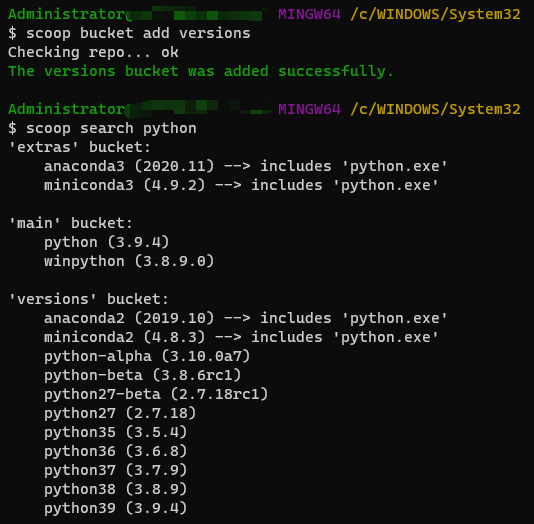 Administrator MINGW64 /c/WINDOWS/System32
$ scoop bucket add versions
Checking repo... ok
The versions bucket was added successfully.
Administrator MINGW64 /c/WINDOWS/System32
$ scoop search python
'extras' bucket:
    anaconda3 (2020.11) --> includes 'python.exe'
    miniconda3 (4.9.2) --> includes 'python.exe'
'main' bucket:
    python (3.9.4)
    winpython (3.8.9.0)
'versions' bucket:
    anaconda2 (2019.10) --> includes 'python.exe'
    miniconda2 (4.8.3) --> includes 'python.exe'
    python-alpha (3.10.0a7)
    python-beta (3.8.6rc1)
    python27-beta (2.7.18rc1)
    python27 (2.7.18)
    python35 (3.5.4)
    python36 (3.6.8)
    python37 (3.7.9)
    python38 (3.8.9)
    python39 (3.9.4)